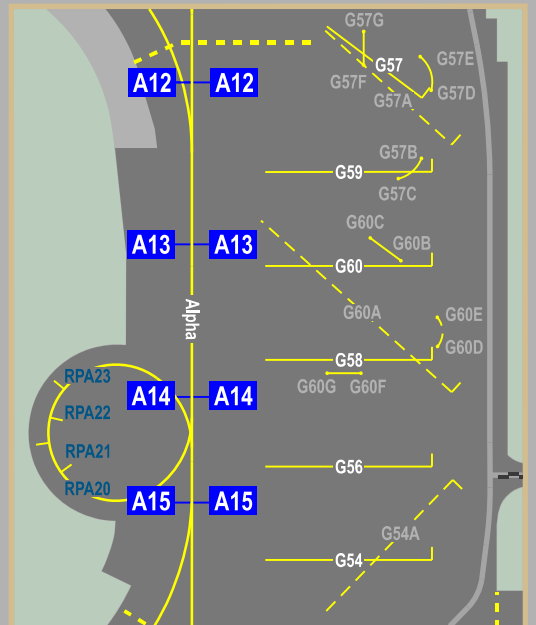 G57G
G57
G57E
A12 A12
G57F
G57D
G57A
G57B
G59
G57C
G60C
A13 A13
G60B
G60
Alpha
G60A
G60E
G60D
G58
RPA23
G60G G60F
A14 A14
RPA22
RPA21
G56
RPA20
A15 A15
G54A
G54